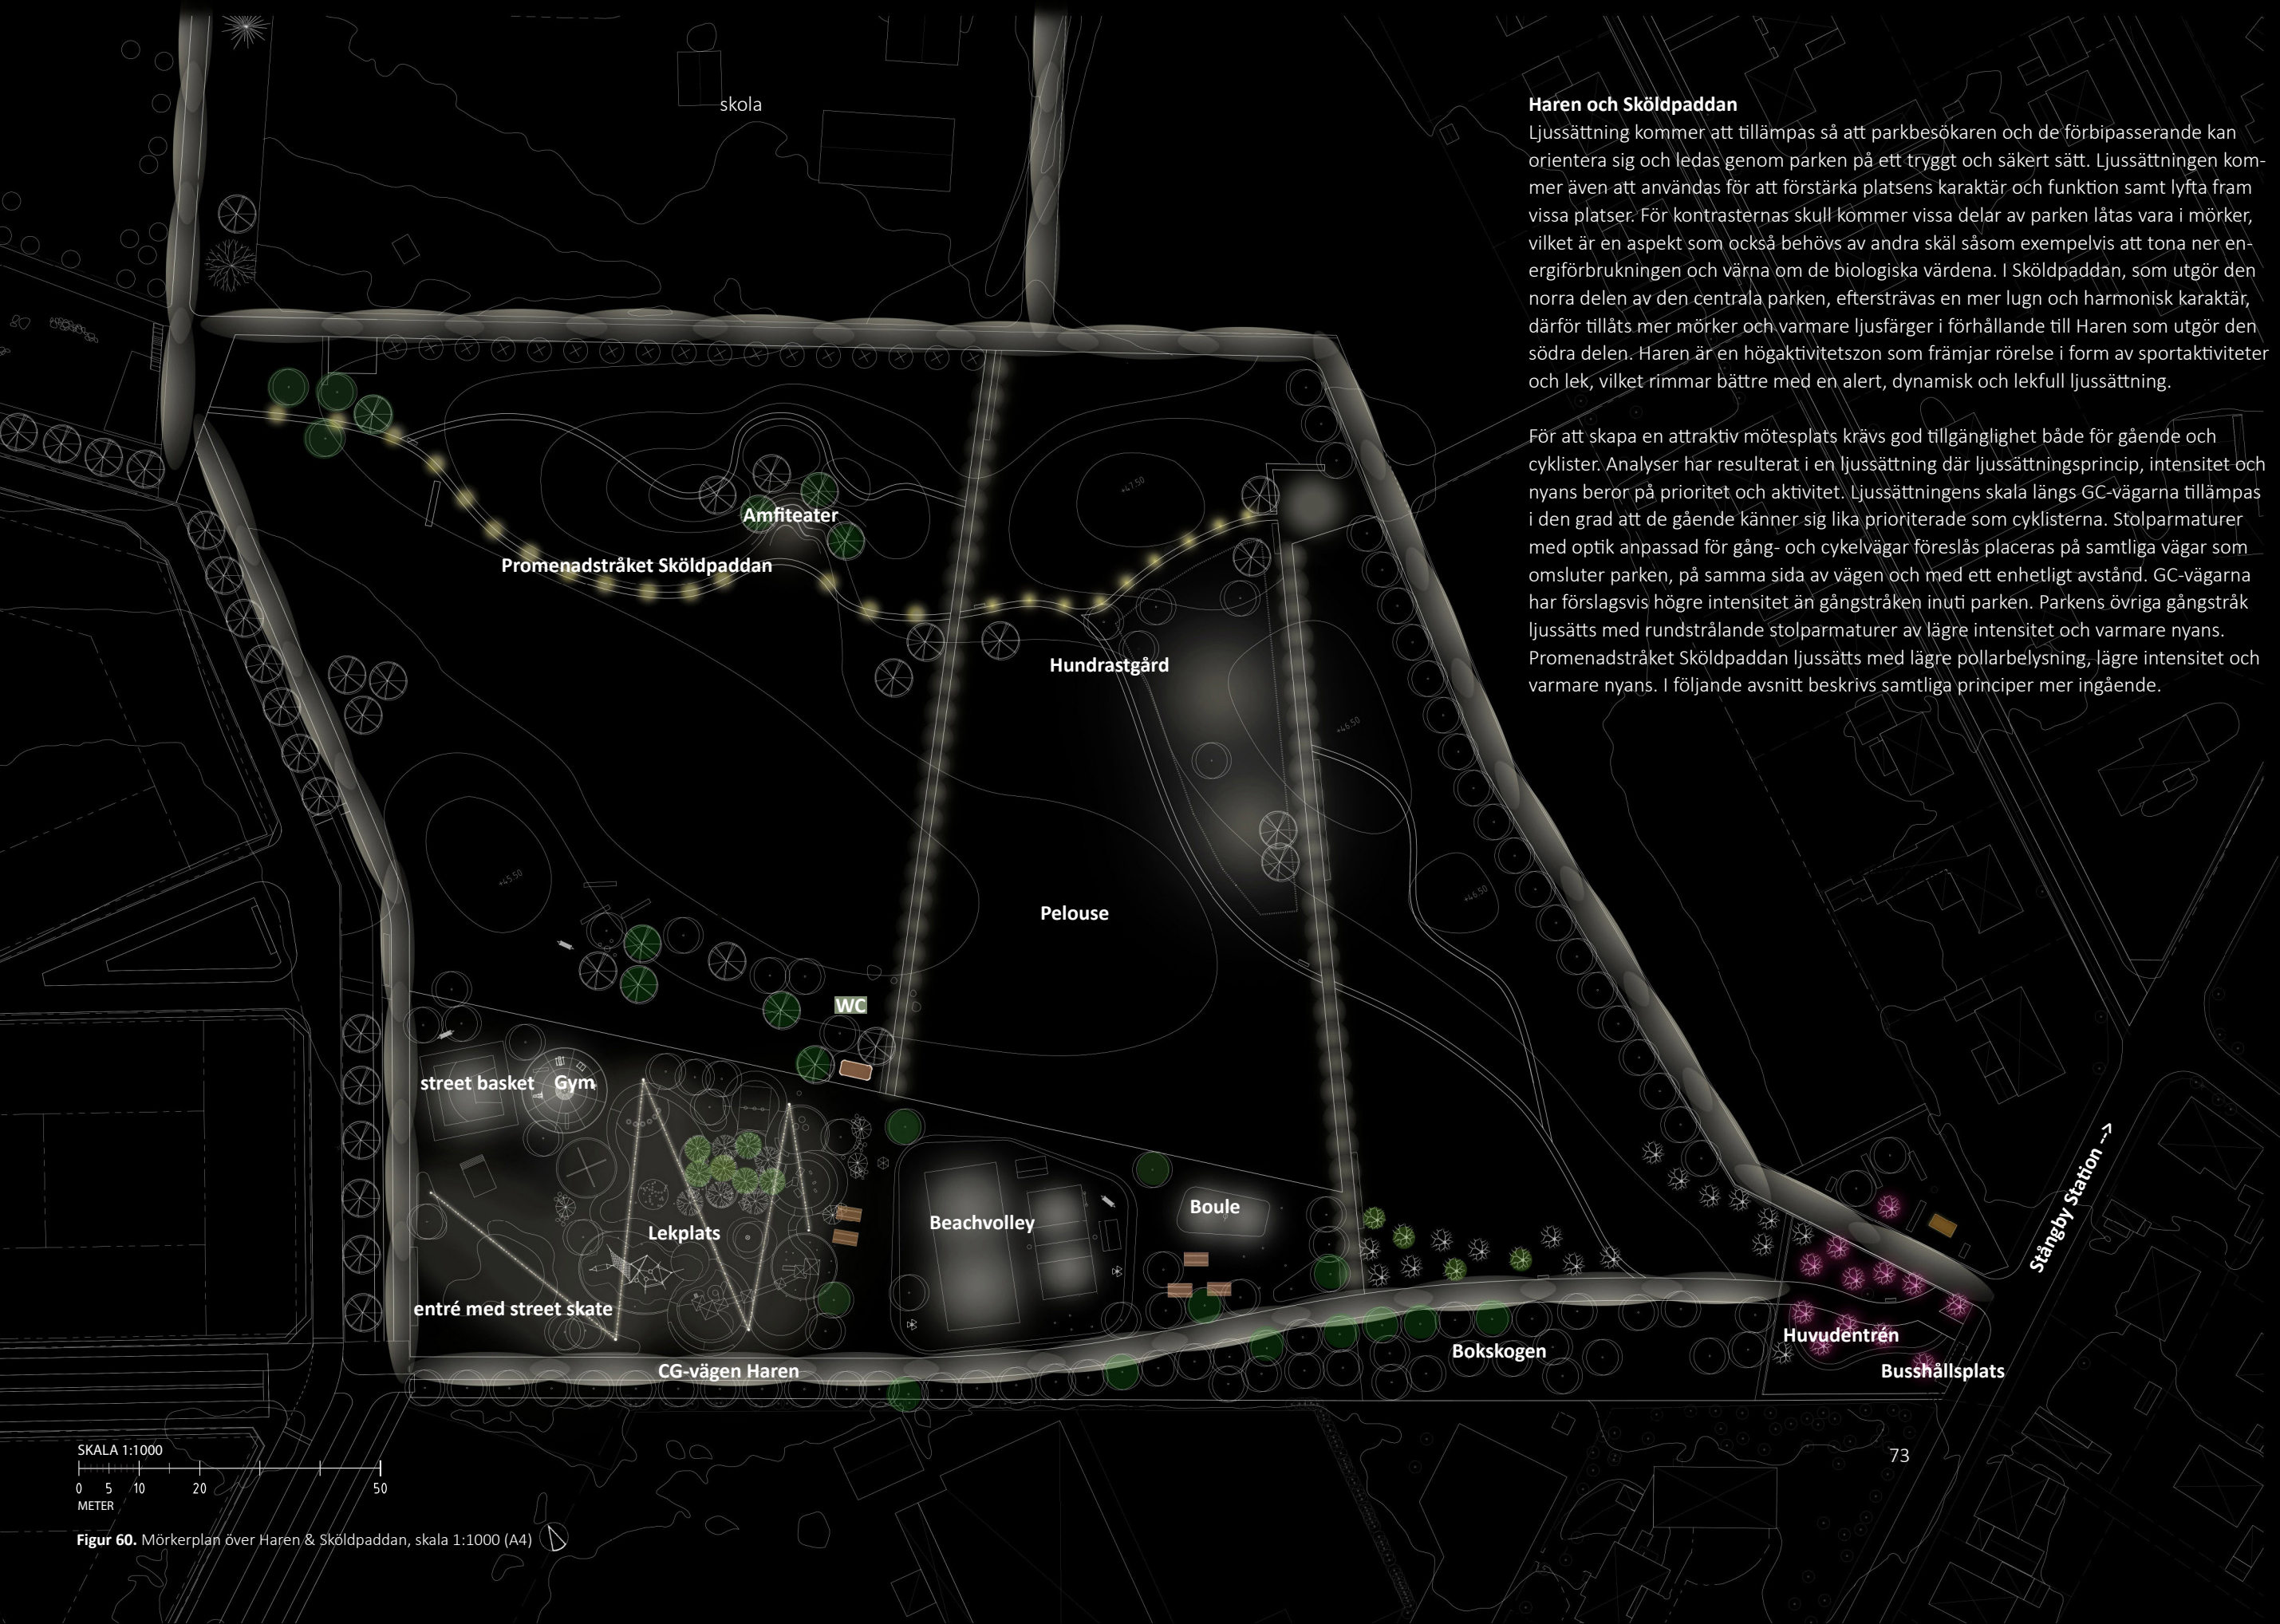 skola
Haren och Sköldpaddan
Ljussättning kommer att tillämpas så att parkbesökaren och de förbipasserande kan
orientera sig och ledas genom parken på ett tryggt och säkert sätt. Ljussättningen kom-
mer även att användas för att förstärka platsens karaktär och funktion samt lyfta fram
vissa platser. För kontrasternas skull kommer vissa delar av parken låtas vara i mörker,
vilket är en aspekt som också behövs av andra skäl såsom exempelvis att tona ner en-
ergiförbrukningen och värna om de biologiska värdena. I Sköldpaddan, som utgör den
norra delen av den centrala parken, eftersträvas en mer lugn och harmonisk karaktär,
därför tillåts mer mörker och varmare ljusfärger i förhållande till Haren som utgör den
södra delen. Haren är en högaktivitetszon som främjar rörelse i form av sportaktiviteter
och lek, vilket rimmar bättre med en alert, dynamisk och lekfull ljussättning.
För att skapa en attraktiv mötesplats krävs god tillgänglighet både för gående och
cyklister. Analyser har resulterat i en ljussättning där ljussättningsprincip, intensitet och
nyans beror på prioritet och aktivitet. Ljussättningens skala längs GC-vägarna tillämpas
i den grad att de gående känner sig lika prioriterade som cyklisterna. Stolparmaturer
med optik anpassad för gång- och cykelvägar föreslås placeras på samtliga vägar som
omsluter parken, på samma sida av vägen och med ett enhetligt avstånd. GC-vägarna
har förslagsvis högre intensitet än gångstråken inuti parken. Parkens övriga gångstråk
ljussätts med rundstrålande stolparmaturer av lägre intensitet och varmare nyans.
Promenadstråket Sköldpaddan ljussätts med lägre pollarbelysning, lägre intensitet och
varmare nyans. I följande avsnitt beskrivs samtliga principer mer ingående.
+47.50
Amfiteater
Promenadstråket Sköldpaddan
Hundrastgård
+46.50
+45.50
+46.50
Pelouse
WC
street basket
Gym
Stångby Station -->
Lekplats
Beachvolley
Boule
entré med street skate
CG-vägen Haren
Bokskogen
Huvudentrén
Busshållsplats
SKALA 1:1000
0 5 10 20 50
METER
73
Figur 60. Mörkerplan över Haren & Sköldpaddan, skala 1:1000 (A4)